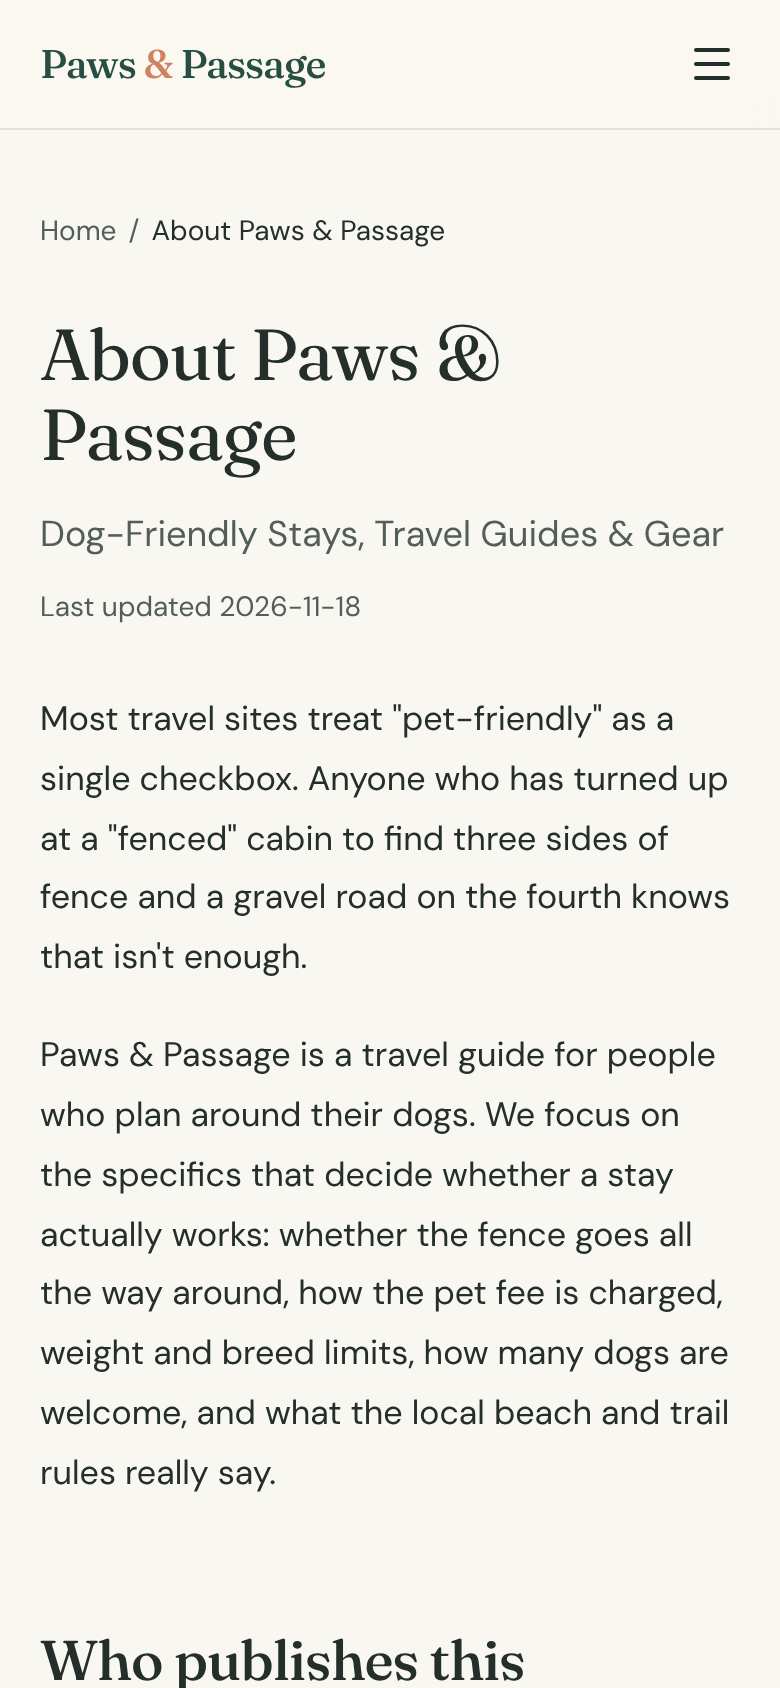 Paws & Passage
Home / About Paws & Passage
About Paws &
Passage
Dog-Friendly Stays, Travel Guides & Gear
Last updated 2026-11-18
Most travel sites treat "pet-friendly" as a
single checkbox. Anyone who has turned up
at a "fenced" cabin to find three sides of
fence and a gravel road on the fourth knows
that isn't enough.
Paws & Passage is a travel guide for people
who plan around their dogs. We focus on
the specifics that decide whether a stay
actually works: whether the fence goes all
the way around, how the pet fee is charged,
weight and breed limits, how many dogs are
welcome, and what the local beach and trail
rules really say.
Who publishes this